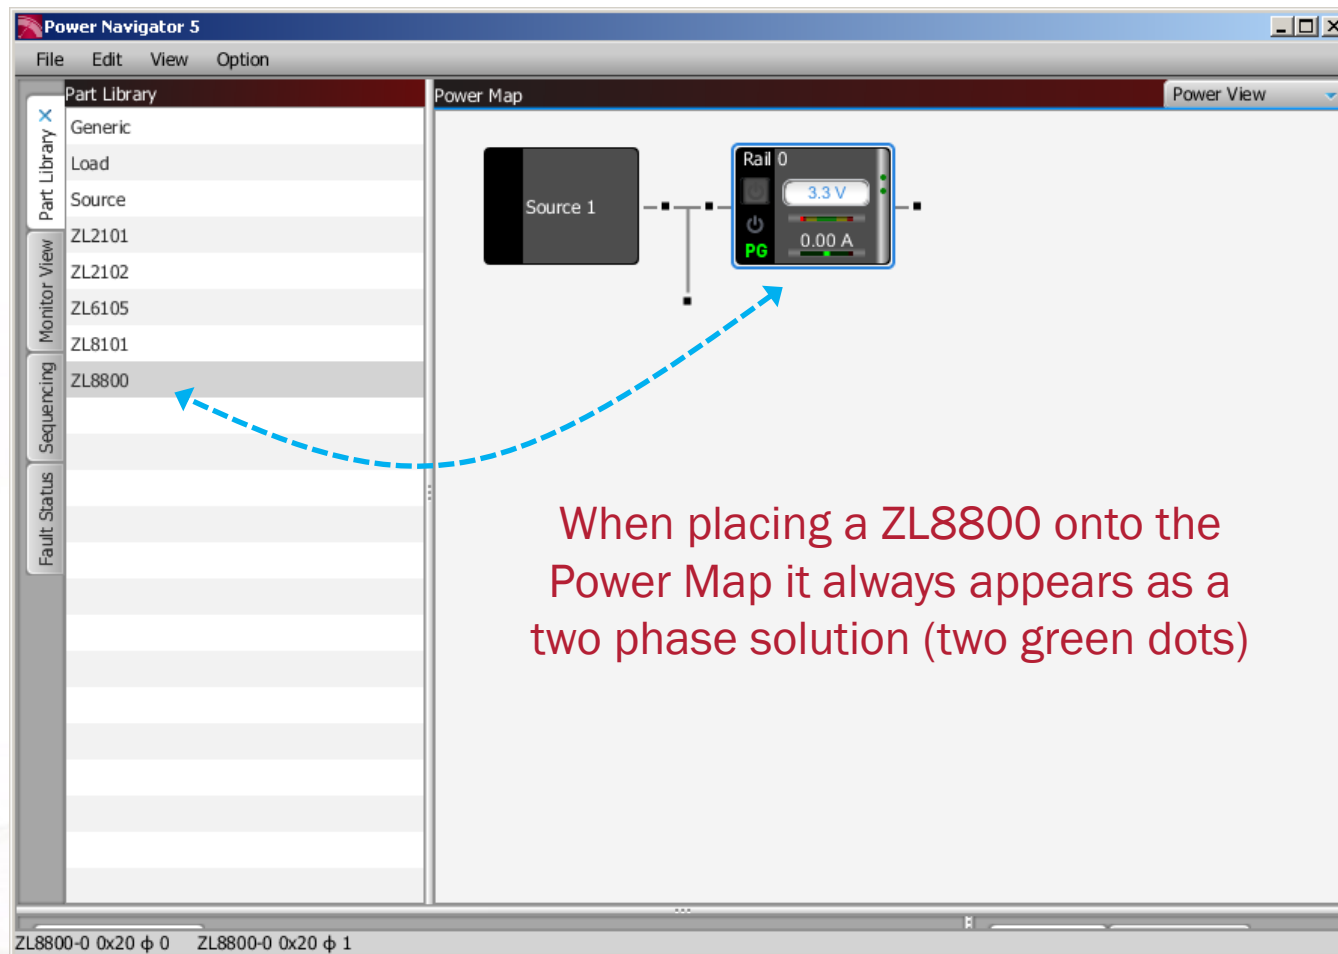 Power Navigator 5
File Edit View Option
Part Library
Power Map
Power View
Part Library
Monitor View
Sequencing
Fault Status
Generic
Load
Source
ZL2101
ZL2102
ZL6105
ZL8101
ZL8800
Source 1
Rail 0
3.3 V
0.00 A
PG
When placing a ZL8800 onto the
Power Map it always appears as a
two phase solution (two green dots)
ZL8800-0 0x20 ϕ 0 ZL8800-0 0x20 ϕ 1